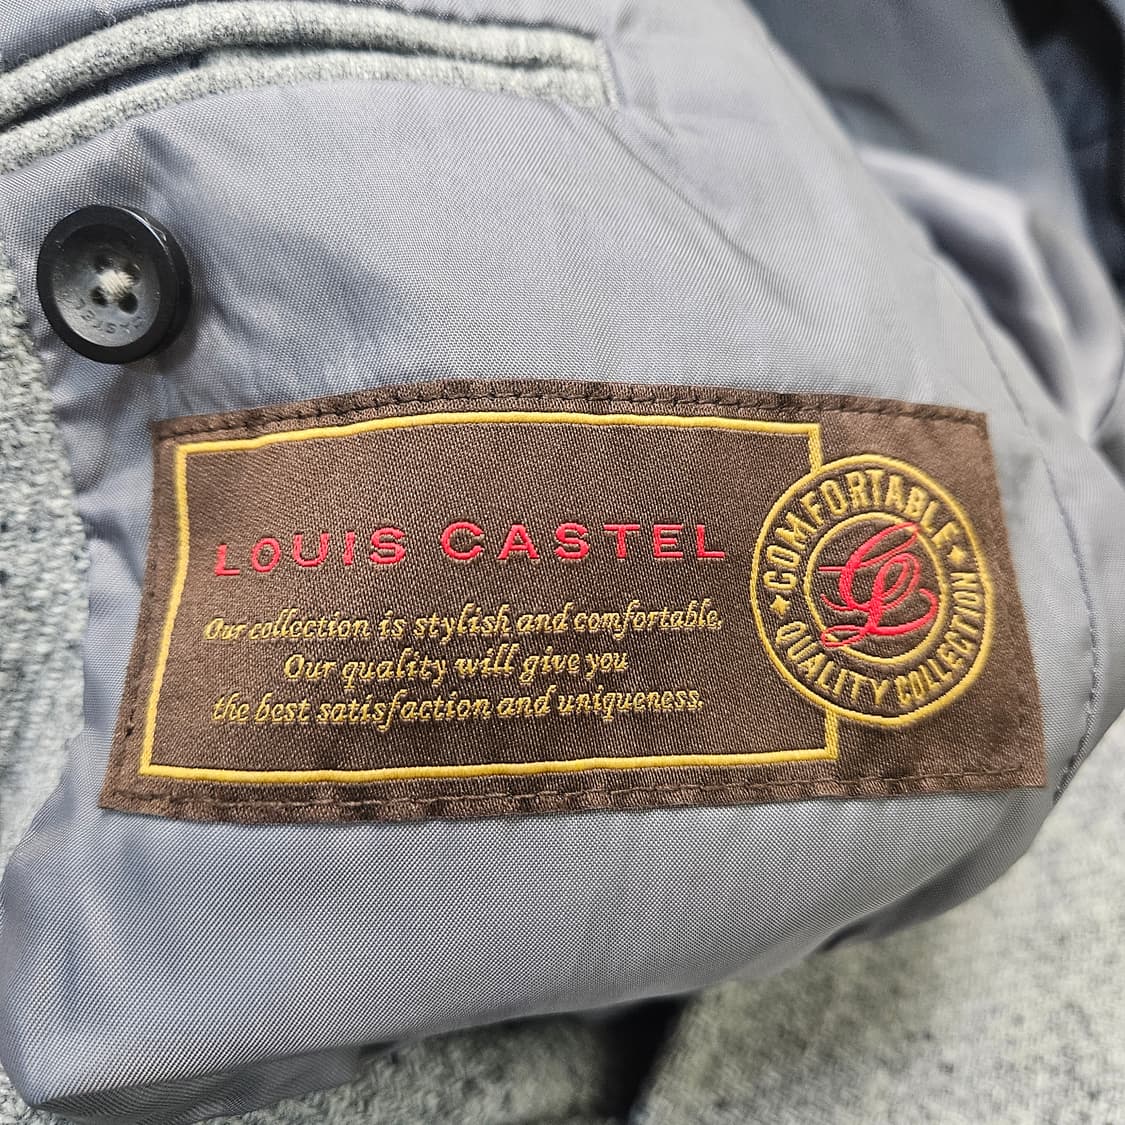 LOUIS CASTEL
Our collection is stylish and comfortable.
Our quality will give you
the best satisfaction and uniqueness.
COMFORTABLE
QUALITY COLLECTION